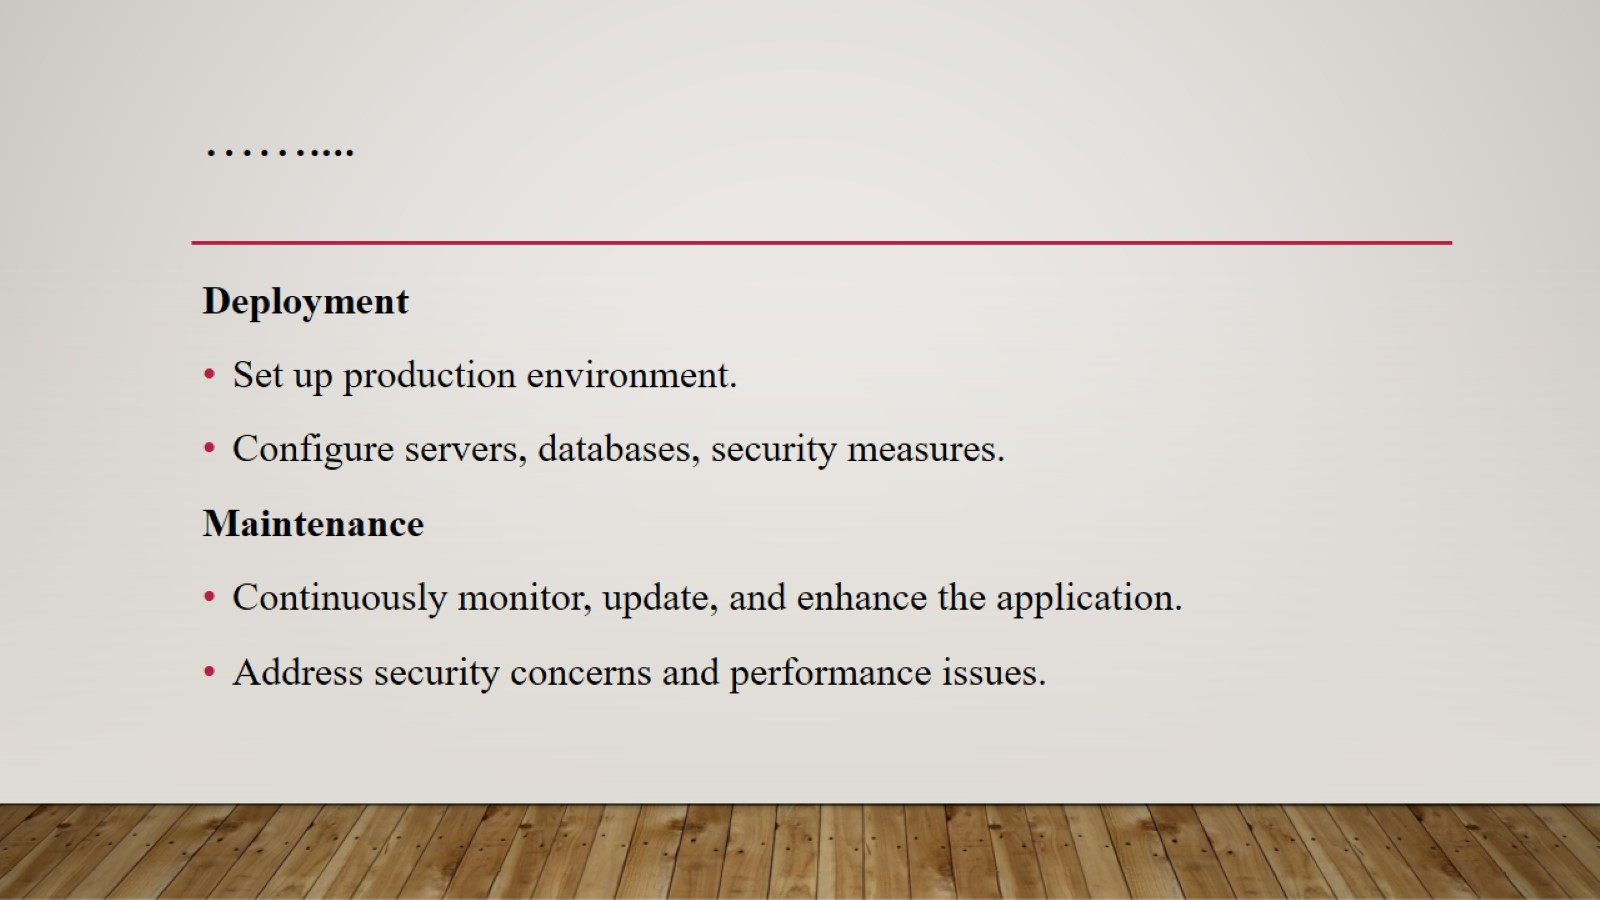 ……....
Deployment
• Set up production environment.
• Configure servers, databases, security measures.
Maintenance
• Continuously monitor, update, and enhance the application.
• Address security concerns and performance issues.